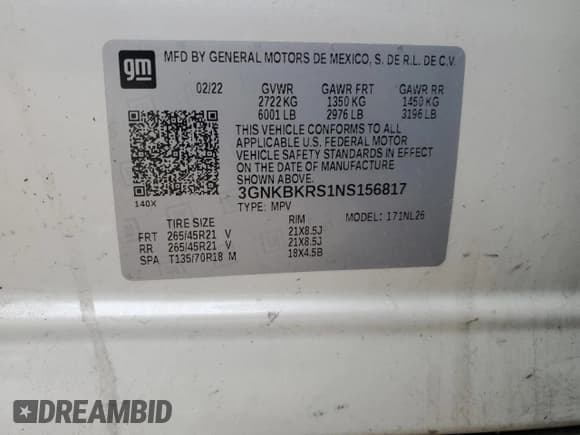 gm
MFD BY GENERAL MOTORS DE MEXICO, S. DE R.L. DE C.V.
02/22 GVWR GAWR FRT GAWR RR
2722 KG 1350 KG 1450 KG
6001 LB 2976 LB 3196 LB
THIS VEHICLE CONFORMS TO ALL
APPLICABLE U.S. FEDERAL MOTOR
VEHICLE SAFETY STANDARDS IN EFFECT
ON THE DATE OF MANUFACTURE
SHOWN ABOVE.
140X
3GNKBKRS1NS156817
TYPE: MPV MODEL: 171NL26
TIRE SIZE RIM
FRT 265/45R21 V 21X8.5J
RR 265/45R21 V 21X8.5J
SPA T135/70R18 M 18X4.5B
DREAMBID